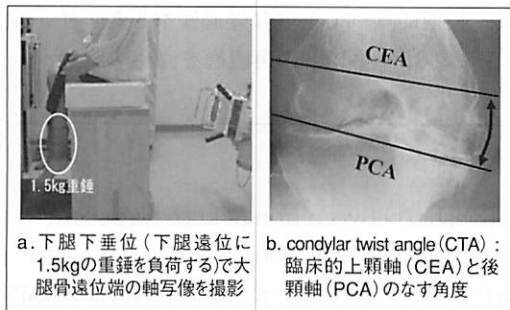 1.5kg重錘
CEA
PCA
a. 下腿下垂位(下腿遠位に
1.5kgの重錘を負荷する)で大
腿骨遠位端の軸写像を撮影
b. condylar twist angle(CTA):
臨床的上顆軸(CEA)と後
顆軸(PCA)のなす角度